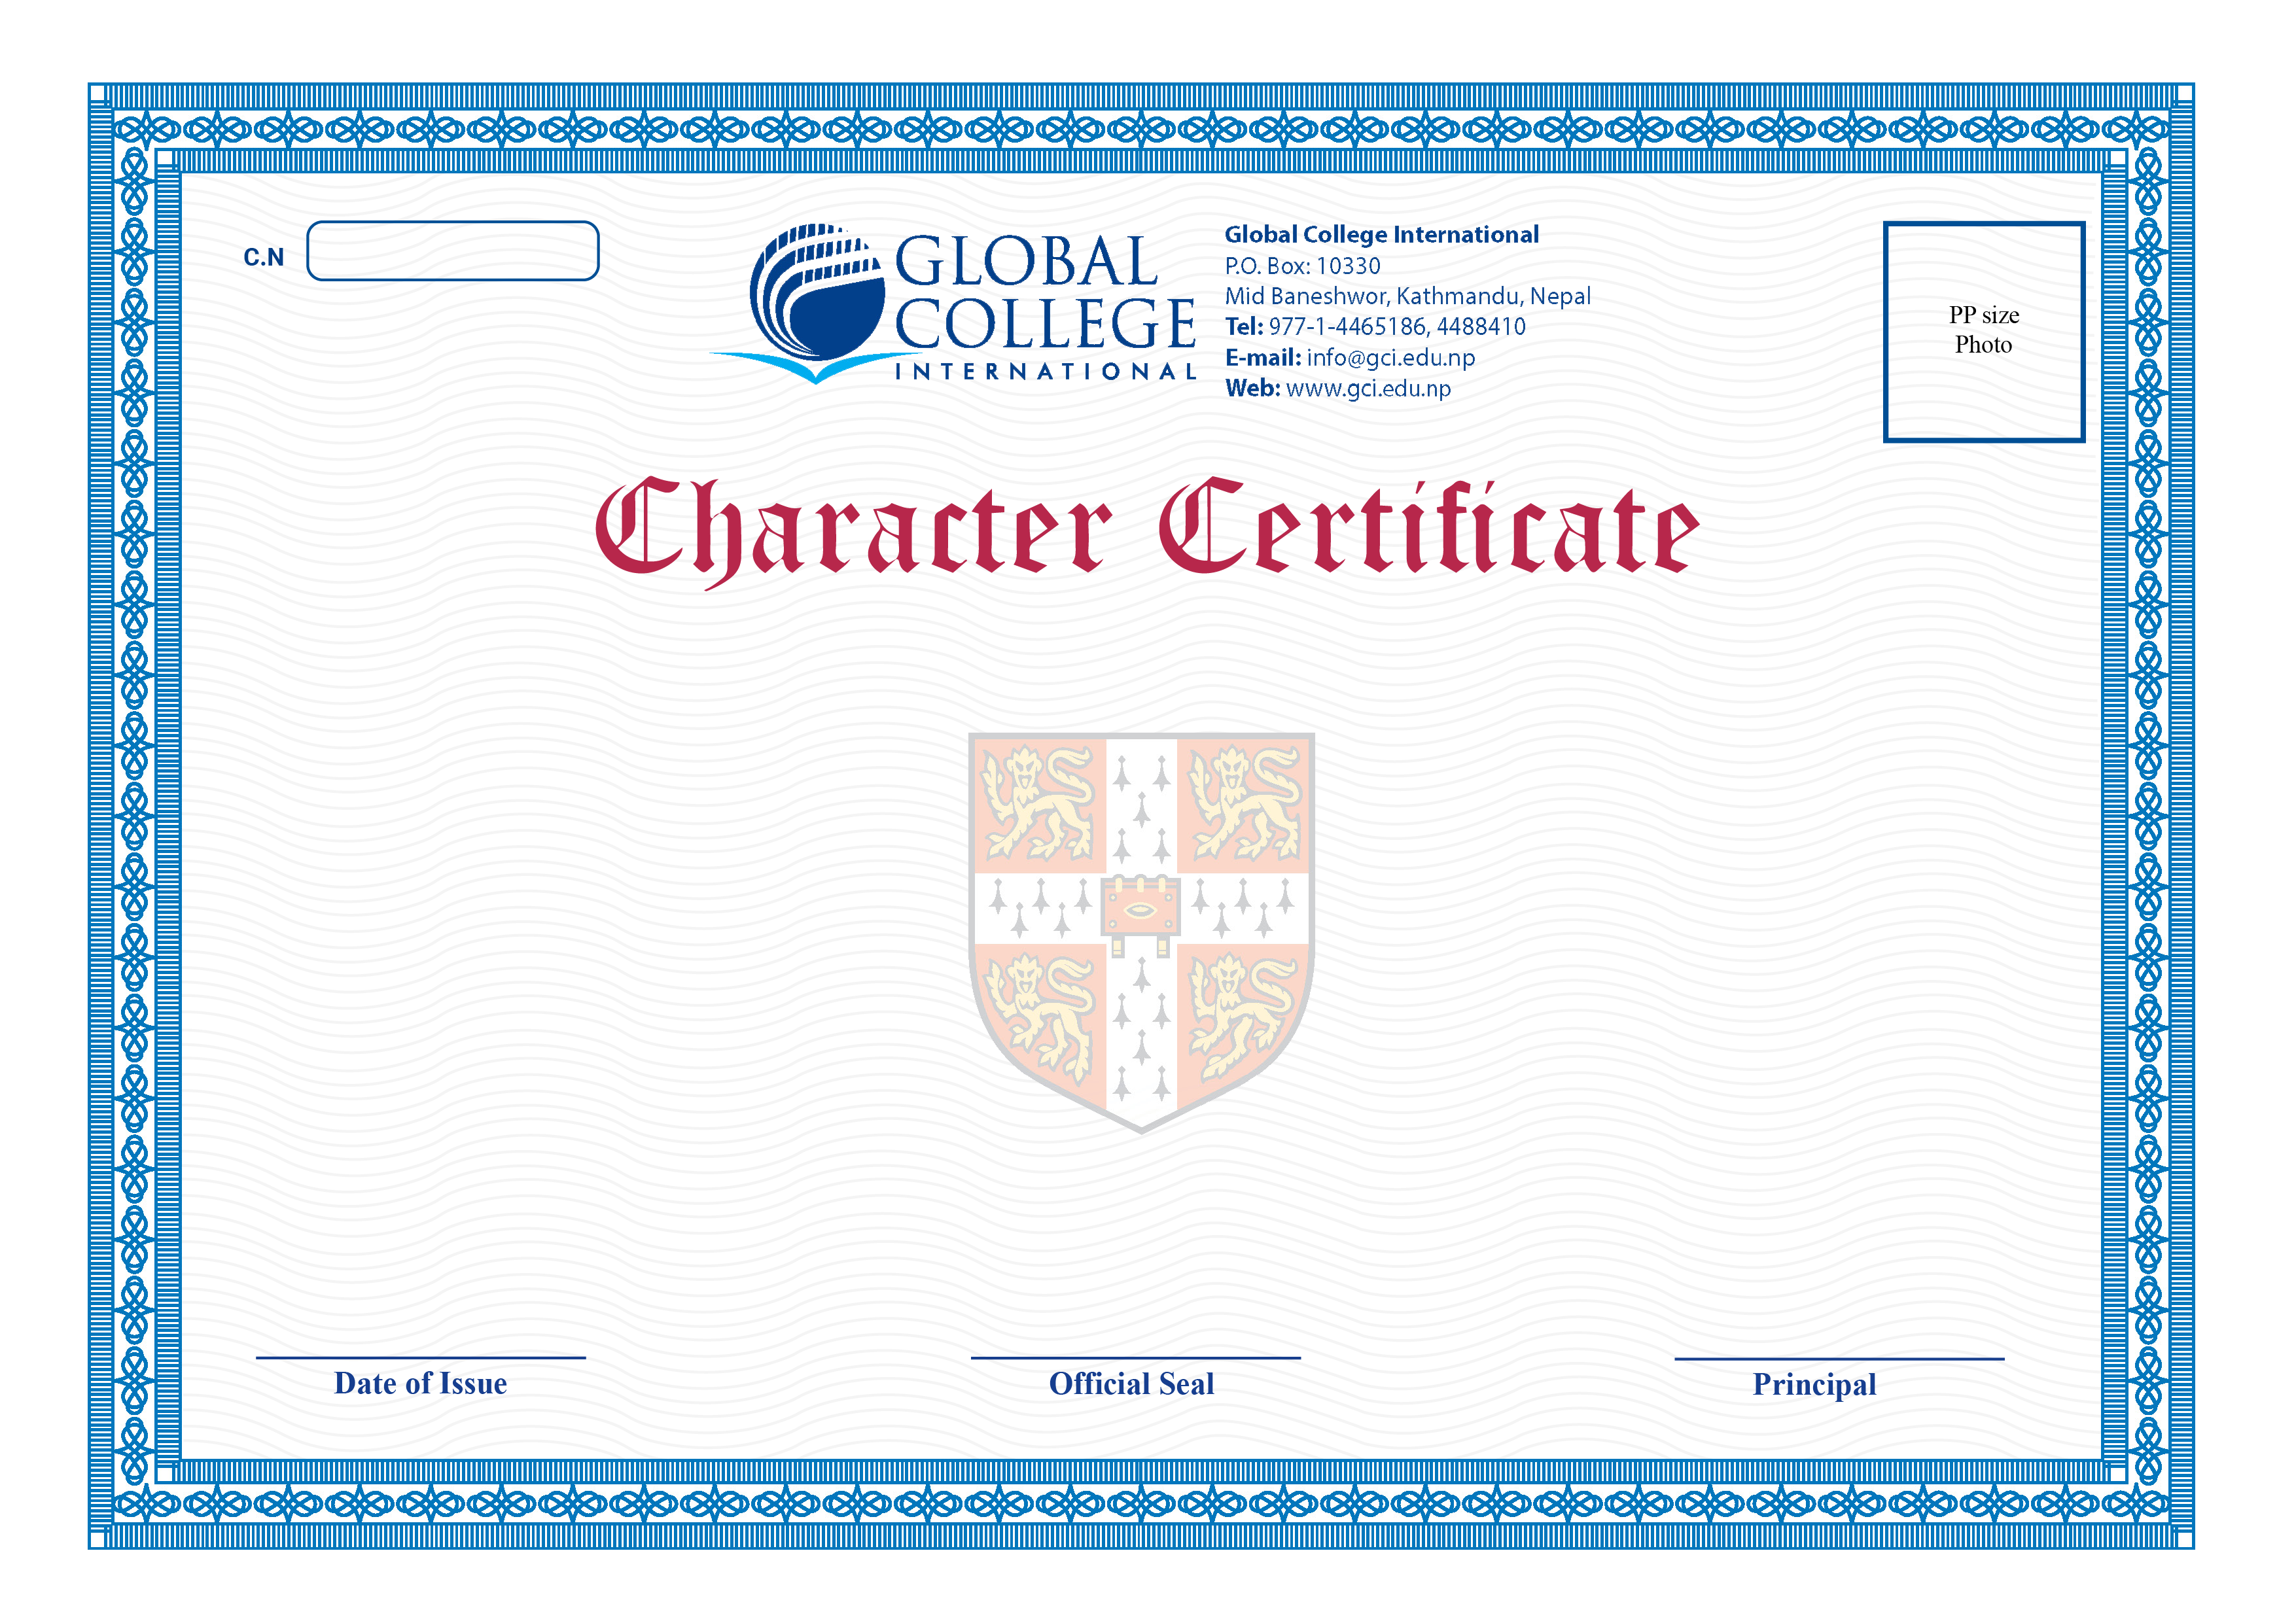 C.N
GLOBAL
COLLEGE
INTERNATIONAL
Global College International
P.O. Box: 10330
Mid Baneshwor, Kathmandu, Nepal
Tel: 977-1-4465186, 4488410
E-mail: info@gci.edu.np
Web: www.gci.edu.np
PP size
Photo
Character Certificate
Date of Issue
Official Seal
Principal